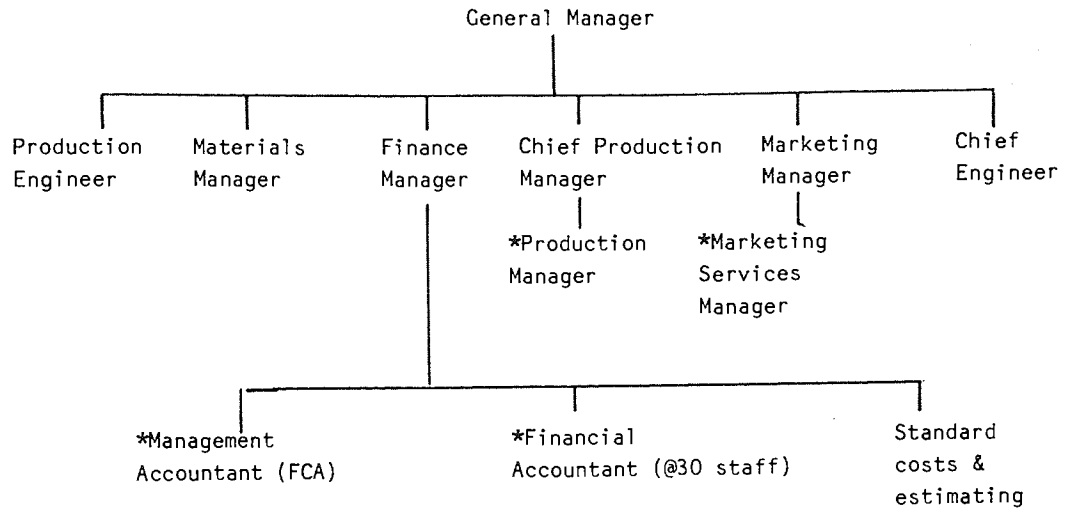 General Manager
Production
Engineer
Materials
Manager
Finance
Manager
Chief Production
Manager
Marketing
Manager
Chief
Engineer
*Production
Manager
*Marketing
Services
Manager
*Management
Accountant (FCA)
*Financial
Accountant (@30 staff)
Standard
costs &
estimating